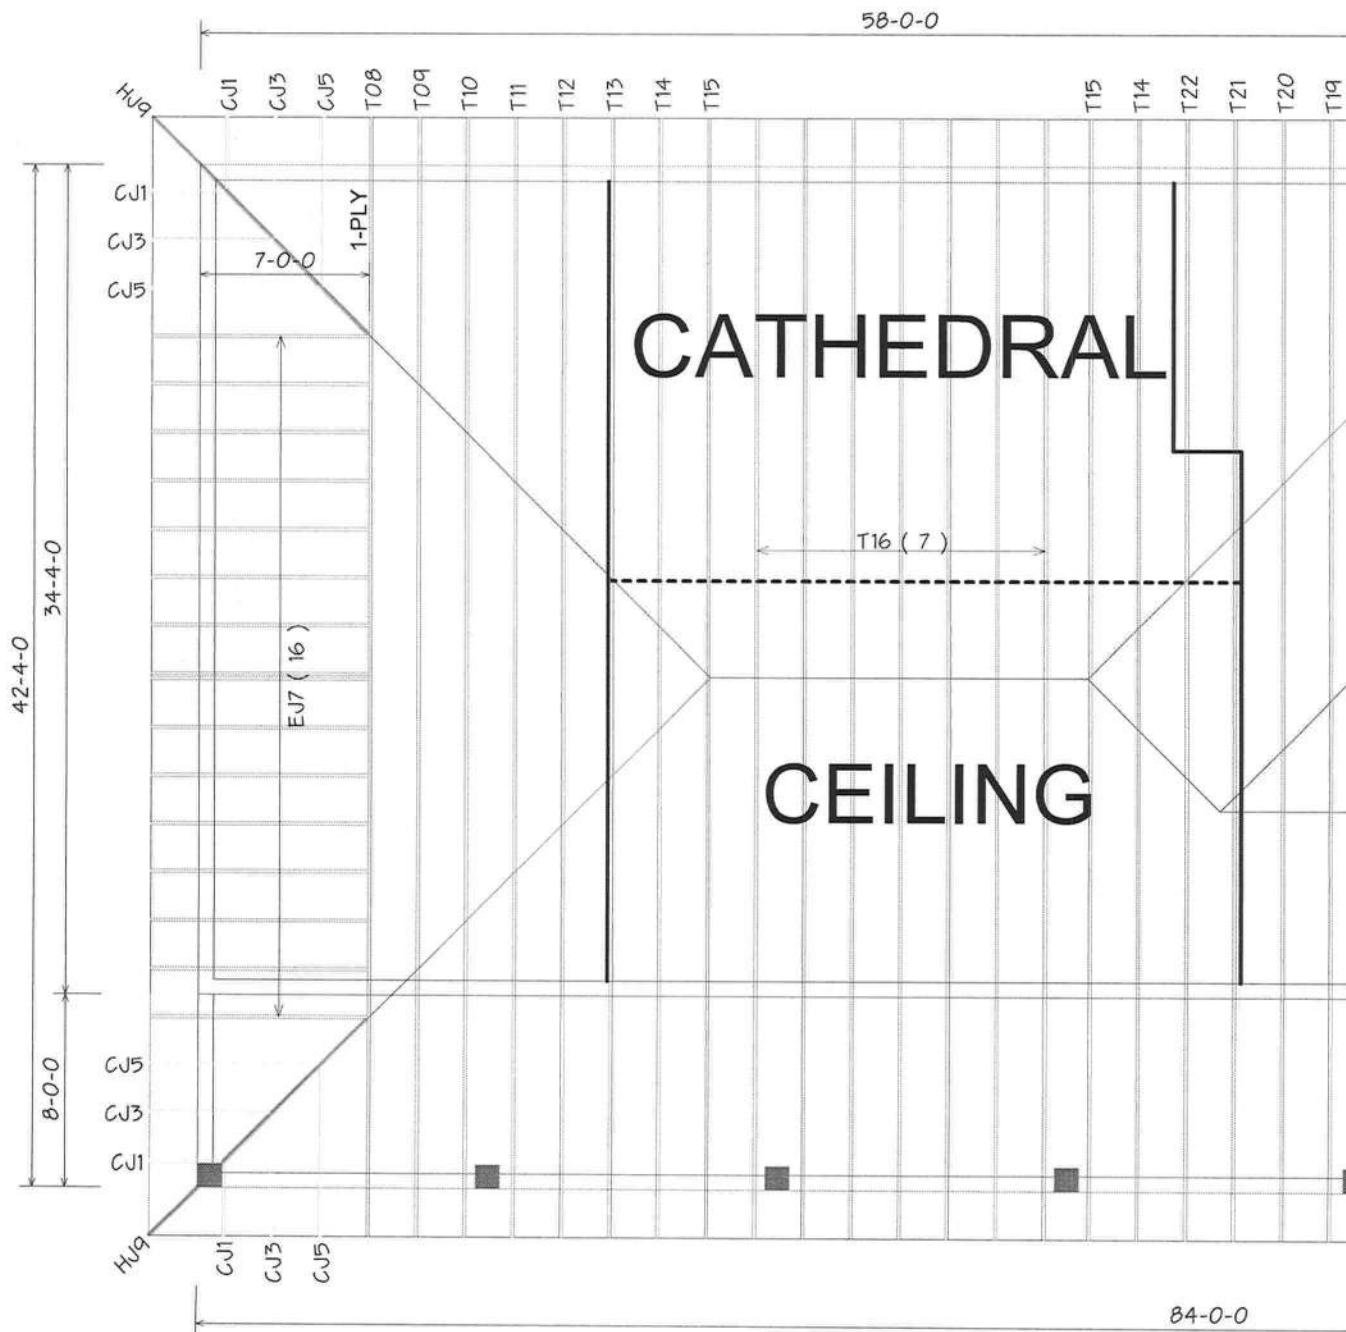 58-0-0
HJ9 CJ1 CJ3 CJ5 T08 T09 T10 T11 T12 T13 T14 T15 T15 T14 T22 T21 T20 T19
CJ1
CJ3
CJ5
1-PLY
7-0-0
CATHEDRAL
T16 ( 7 )
34-4-0
42-4-0
EJ7 ( 16 )
CEILING
8-0-0
CJ5
CJ3
CJ1
HJ9 CJ1 CJ3 CJ5
84-0-0